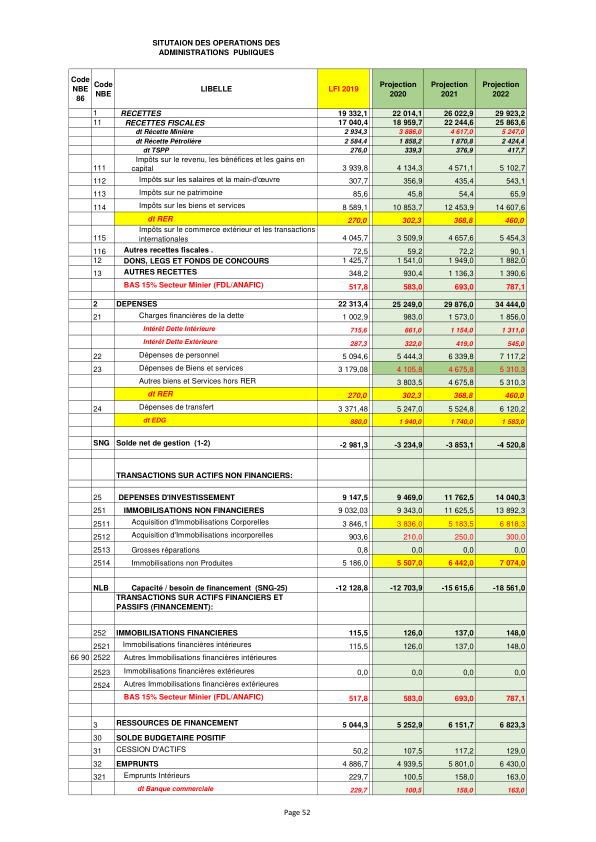 SITUTAION DES OPERATIONS DES
ADMINISTRATIONS PUbIIQUES
Code NBE 86 Code NBE LIBELLE LFI 2019 Projection 2020 Projection 2021 Projection 2022
1 RECETTES 19 332,1 22 014,1 26 022,9 29 923,2
11 RECETTES FISCALES 17 040,4 18 959,7 22 244,6 25 863,6
dt Récette Minière 2 934,3 3 886,0 4 617,0 5 247,0
dt Récette Pétrolière 2 584,4 1 858,2 1 870,8 2 424,4
dt TSPP 276,0 339,3 376,9 417,7
Impôts sur le revenu, les bénéfices et les gains en
111 capital 3 939,8 4 134,3 4 571,1 5 102,7
112 Impôts sur les salaires et la main-d'œuvre 307,7 356,9 435,4 543,1
113 Impôts sur ne patrimoine 85,6 45,8 54,4 65,9
114 Impôts sur les biens et services 8 589,1 10 853,7 12 453,9 14 607,6
dt RER 270,0 302,3 368,8 460,0
Impôts sur le commerce extérieur et les transactions
115 internationales 4 045,7 3 509,9 4 657,6 5 454,3
116 Autres recettes fiscales . 72,5 59,2 72,2 90,1
12 DONS, LEGS ET FONDS DE CONCOURS 1 425,7 1 541,0 1 949,0 1 882,0
13 AUTRES RECETTES 348,2 930,4 1 136,3 1 390,6
BAS 15% Secteur Minier (FDL/ANAFIC) 517,8 583,0 693,0 787,1
2 DEPENSES 22 313,4 25 249,0 29 876,0 34 444,0
21 Charges financières de la dette 1 002,9 983,0 1 573,0 1 856,0
Intérêt Dette Intérieure 715,6 661,0 1 154,0 1 311,0
Intérêt Dette Extérieure 287,3 322,0 419,0 545,0
22 Dépenses de personnel 5 094,6 5 444,3 6 339,8 7 117,2
23 Dépenses de Biens et services 3 179,08 4 105,8 4 675,8 5 310,3
Autres biens et Services hors RER 3 803,5 4 675,8 5 310,3
dt RER 270,0 302,3 368,8 460,0
24 Dépenses de transfert 3 371,48 5 247,0 5 524,8 6 120,2
dt EDG 880,0 1 940,0 1 740,0 1 583,0
SNG Solde net de gestion (1-2) -2 981,3 -3 234,9 -3 853,1 -4 520,8
TRANSACTIONS SUR ACTIFS NON FINANCIERS:
25 DEPENSES D'INVESTISSEMENT 9 147,5 9 469,0 11 762,5 14 040,3
251 IMMOBILISATIONS NON FINANCIERES 9 032,03 9 343,0 11 625,5 13 892,3
2511 Acquisition d'Immobilisations Corporelles 3 846,1 3 836,0 5 183,5 6 818,3
2512 Acquisition d'Immobilisations incorporelles 903,6 210,0 250,0 300,0
2513 Grosses réparations 0,8 0,0 0,0 0,0
2514 Immobilisations non Produites 5 186,0 5 507,0 6 442,0 7 074,0
NLB Capacité / besoin de financement (SNG-25) -12 128,8 -12 703,9 -15 615,6 -18 561,0
TRANSACTIONS SUR ACTIFS FINANCIERS ET
PASSIFS (FINANCEMENT):
252 IMMOBILISATIONS FINANCIERES 115,5 126,0 137,0 148,0
2521 Immobilisations financières intérieures 115,5 126,0 137,0 148,0
66 90 2522 Autres Immobilisations financières intérieures
2523 Immobilisations financières extérieures 0,0 0,0 0,0 0,0
2524 Autres Immobilisations financières extérieures
BAS 15% Secteur Minier (FDL/ANAFIC) 517,8 583,0 693,0 787,1
3 RESSOURCES DE FINANCEMENT 5 044,3 5 252,9 6 151,7 6 823,3
30 SOLDE BUDGETAIRE POSITIF
31 CESSION D'ACTIFS 50,2 107,5 117,2 129,0
32 EMPRUNTS 4 886,7 4 939,5 5 801,0 6 430,0
321 Emprunts Intérieurs 229,7 100,5 158,0 163,0
dt Banque commerciale 229,7 100,5 158,0 163,0
Page 52